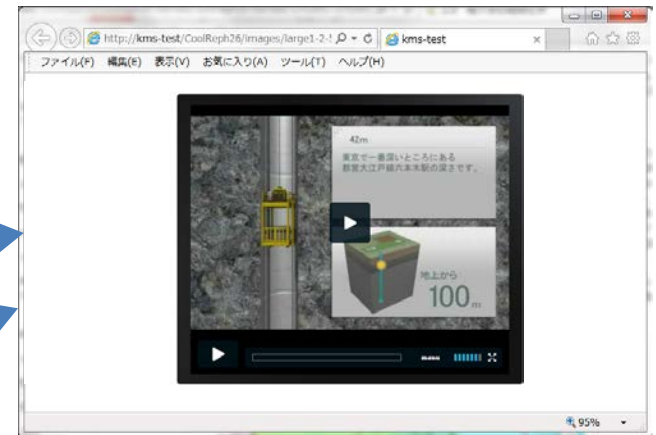 http://kms-test/CoolReph26/images/large1-2-
kms-test
ファイル(F) 編集(E) 表示(V) お気に入り(A) ツール(T) ヘルプ(H)
42m
東京で一番深いところにある
都営大江戸線六本木駅の深さです。
地上から
100m
95%